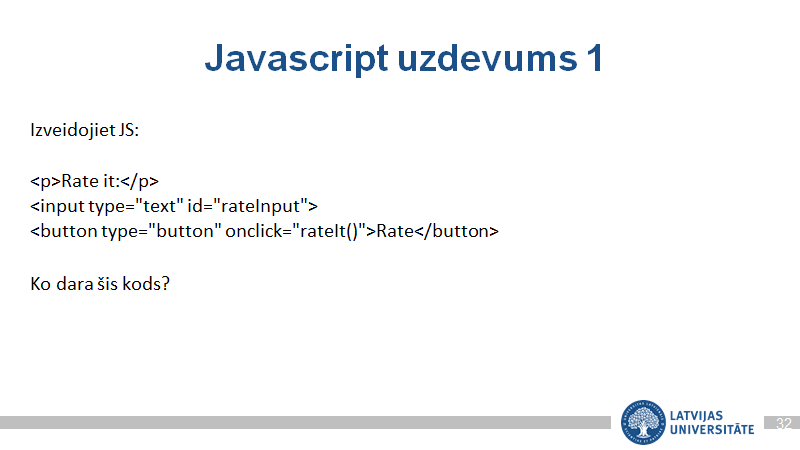 Javascript uzdevums 1
Izveidojiet JS:
<p>Rate it:</p>
<input type="text" id="rateInput">
<button type="button" onclick="rateIt()">Rate</button>
Ko dara šis kods?
LATVIJAS
UNIVERSITĀTE
32